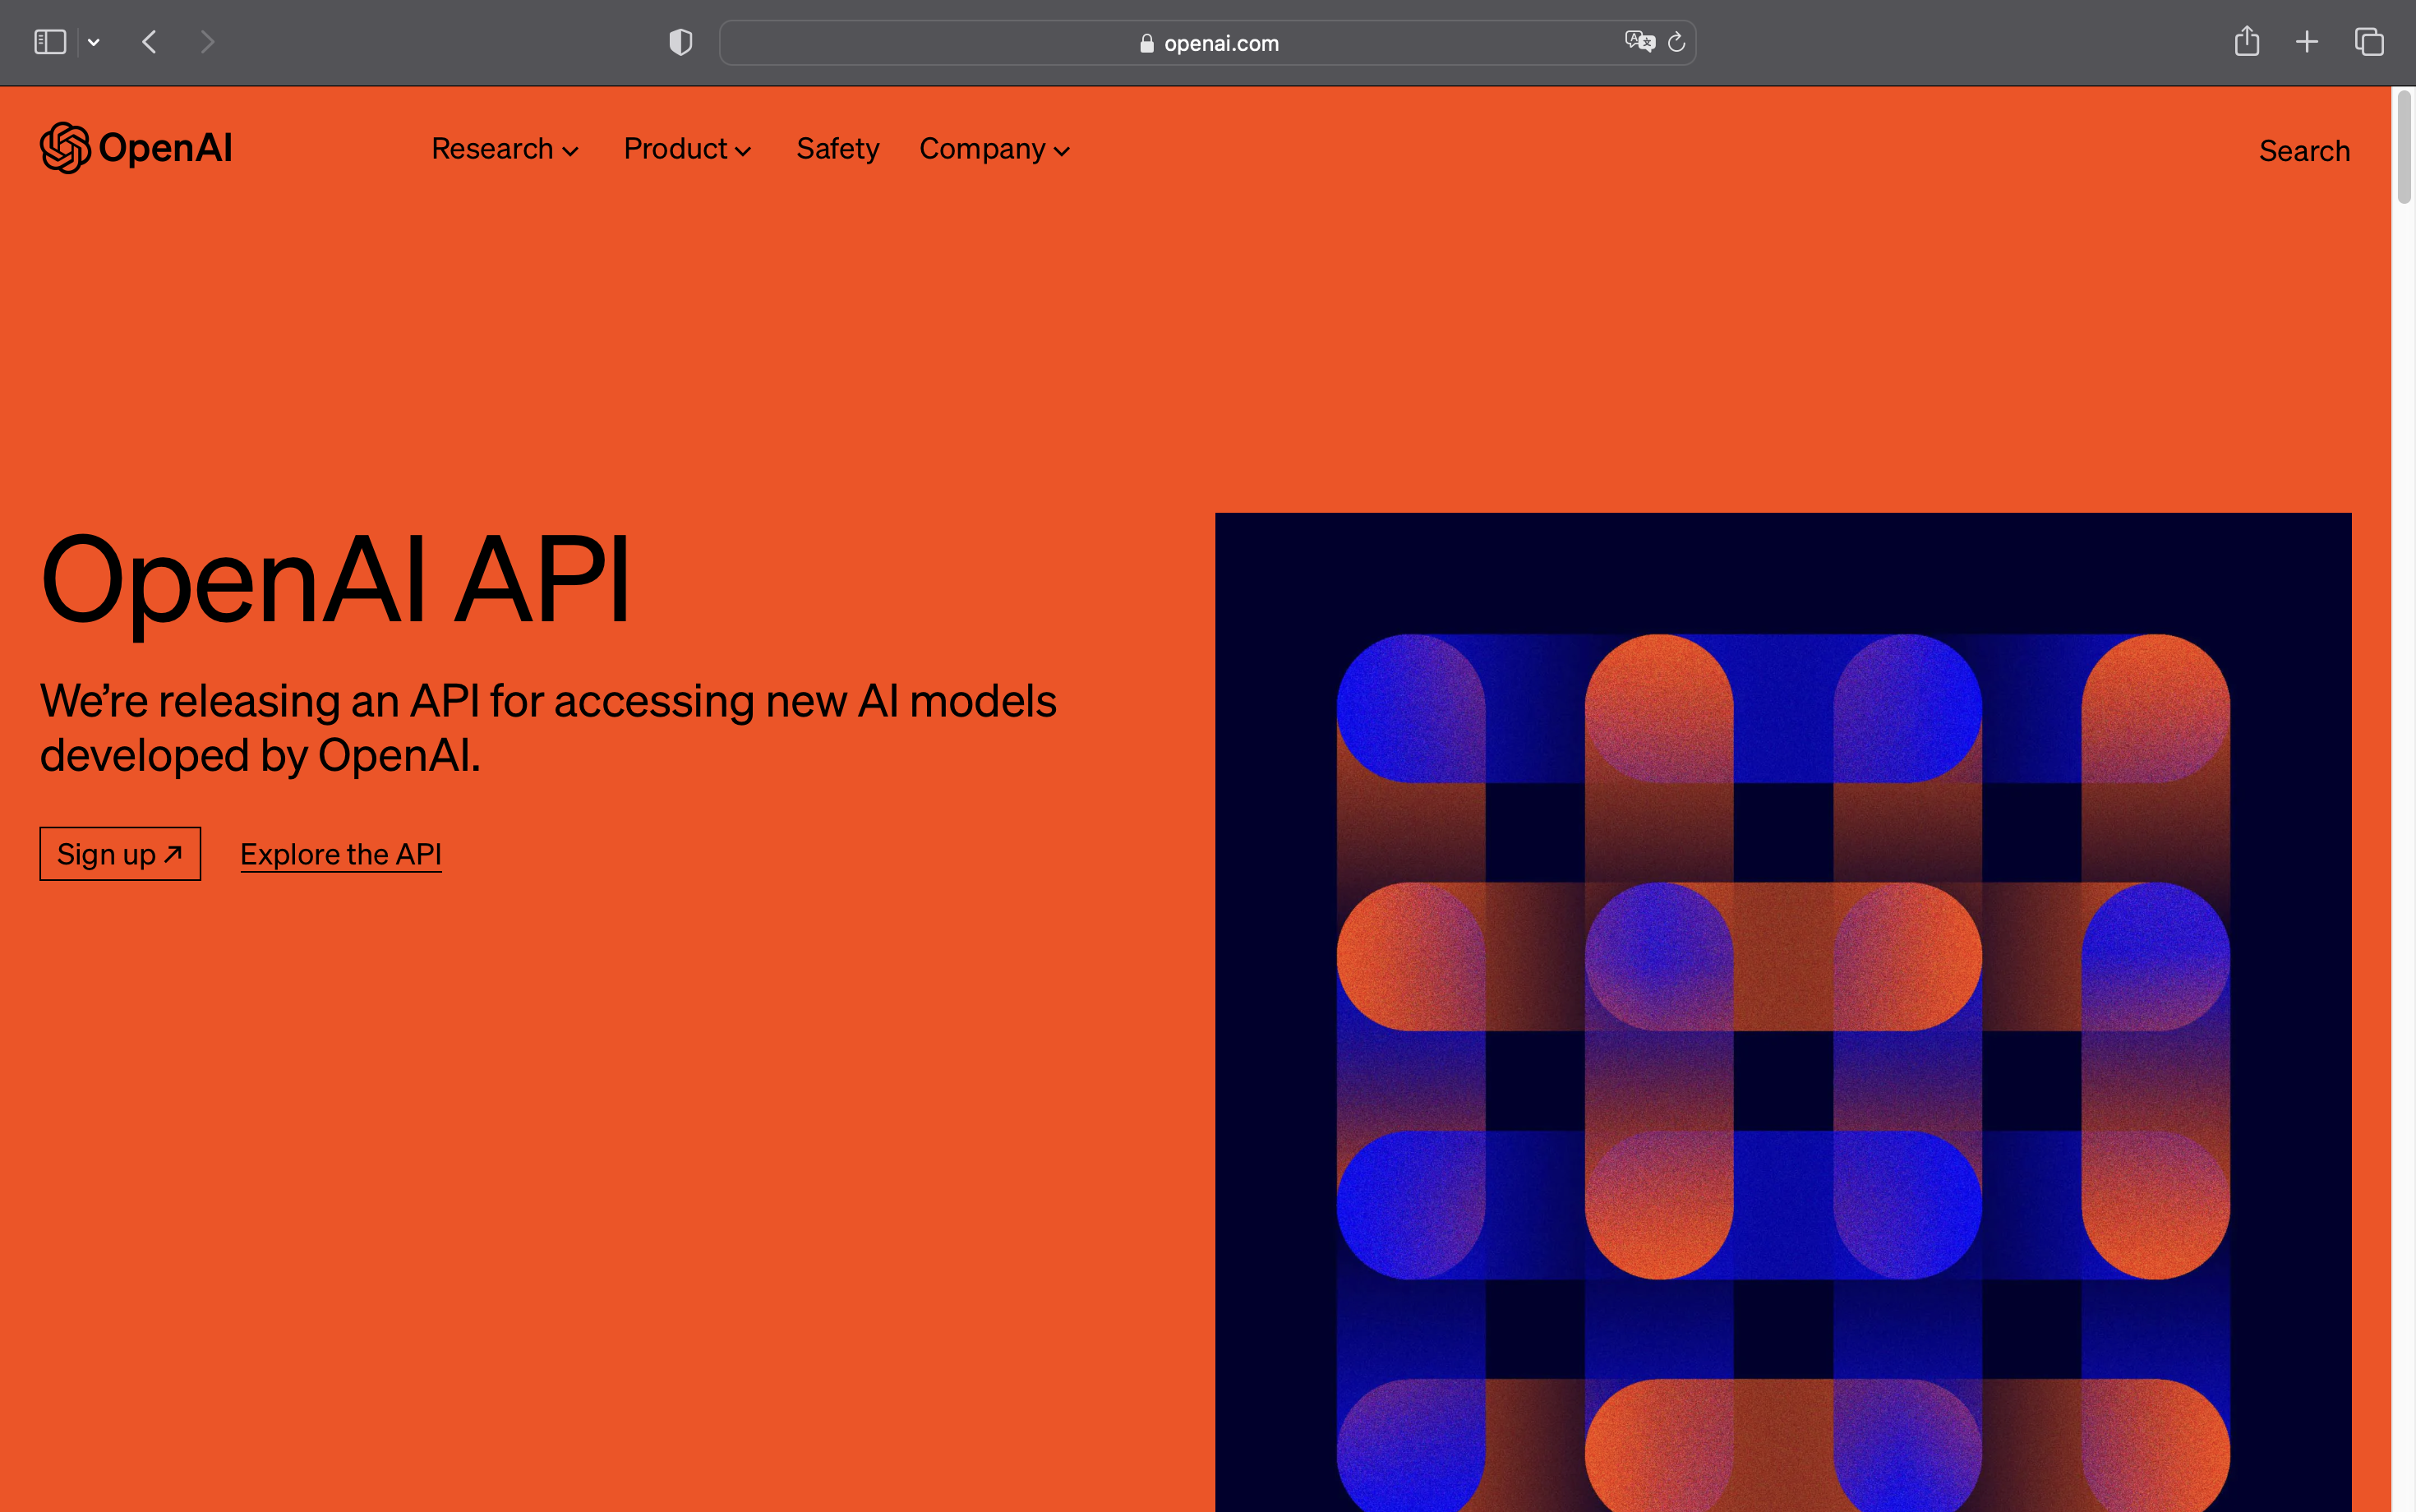 openai.com
OpenAI
Research
Product
Safety
Company
Search
OpenAI API
We’re releasing an API for accessing new AI models
developed by OpenAI.
Sign up ↗
Explore the API